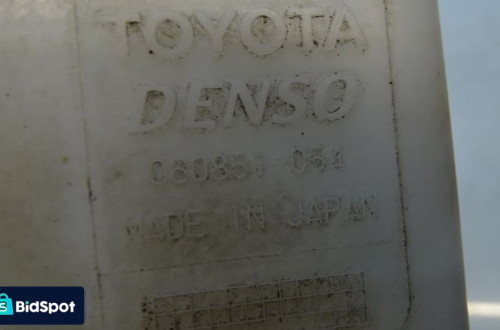 TOYOTA
DENSO
060851-054
MADE IN JAPAN
BidSpot